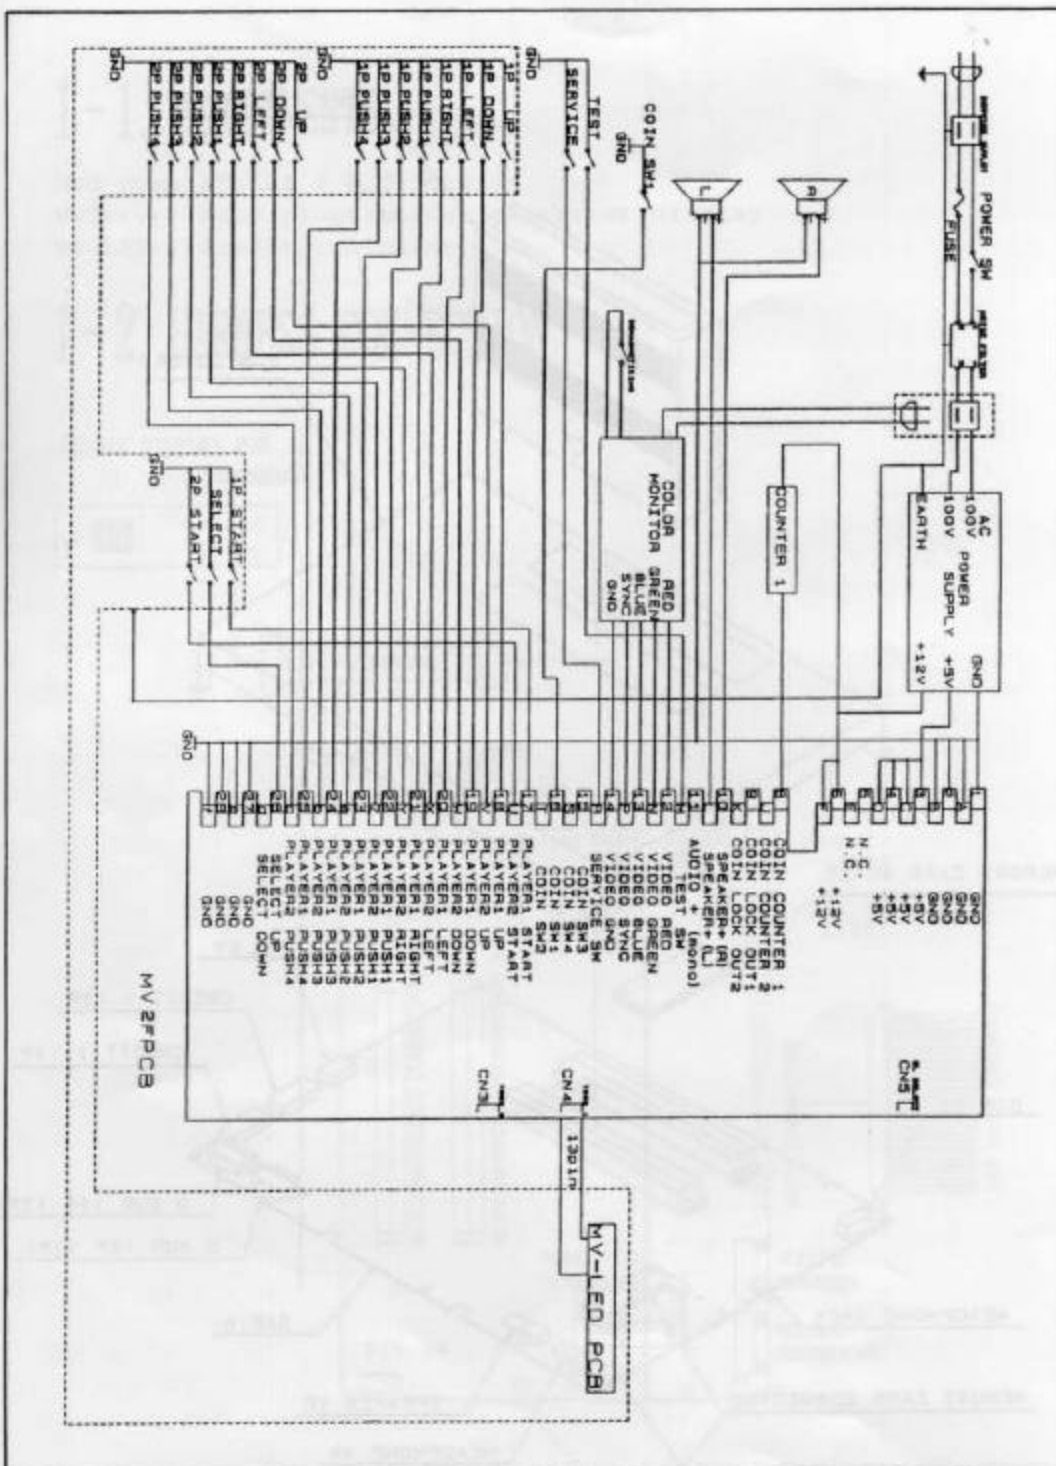 POWER SW
FUSE
AC
100V
100V
EARTH
POWER
SUPPLY
GND
+5V
+12V
R
L
COUNTER 1
COLOR
MONITOR
RED
GREEN
BLUE
SYNC
GND
COIN SW1
GND
TEST
SERVICE
GND
1P UP
1P DOWN
1P LEFT
1P RIGHT
1P PUSH1
1P PUSH2
1P PUSH3
1P PUSH4
GND
2P UP
2P DOWN
2P LEFT
2P RIGHT
2P PUSH1
2P PUSH2
2P PUSH3
2P PUSH4
GND
1P START
SELECT
2P START
GND
GND
GND
GND
GND
GND
+5V
+5V
+5V
+5V
N.C.
N.C.
+12V
+12V
COIN COUNTER 1
COIN COUNTER 2
COIN LOCK OUT1
COIN LOCK OUT2
SPEAKER+ (R)
SPEAKER+ (L)
AUDIO + (mono)
TEST SW
VIDEO RED
VIDEO GREEN
VIDEO BLUE
VIDEO SYNC
VIDEO GND
SERVICE SW
COIN SW3
COIN SW4
COIN SW1
COIN SW2
PLAYER1 START
PLAYER2 START
PLAYER1 UP
PLAYER2 UP
PLAYER1 DOWN
PLAYER2 DOWN
PLAYER1 LEFT
PLAYER2 LEFT
PLAYER1 RIGHT
PLAYER2 RIGHT
PLAYER1 PUSH1
PLAYER2 PUSH1
PLAYER1 PUSH2
PLAYER2 PUSH2
PLAYER1 PUSH3
PLAYER2 PUSH3
PLAYER1 PUSH4
PLAYER2 PUSH4
SELECT UP
SELECT DOWN
GND
GND
GND
GND
CN5
CN4
CN3
13pin
MV-LED PCB
MV2FPCB